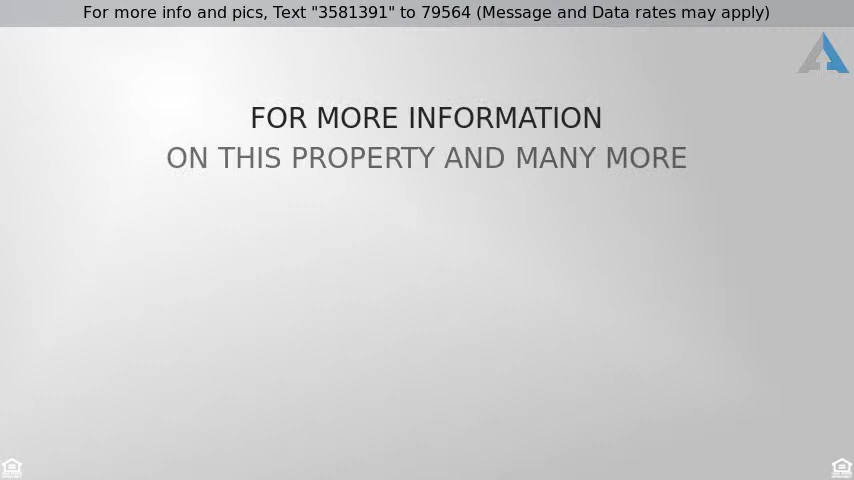 For more info and pics, Text "3581391" to 79564 (Message and Data rates may apply)
FOR MORE INFORMATION
ON THIS PROPERTY AND MANY MORE